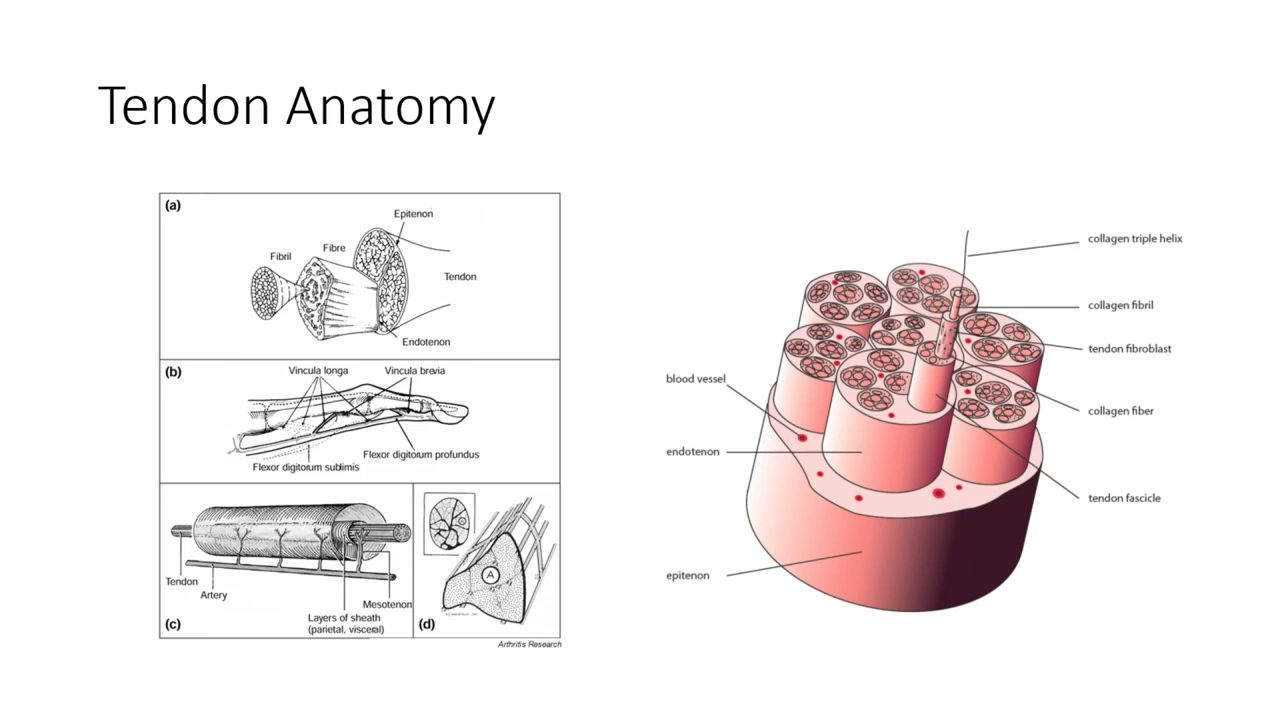 Tendon Anatomy
(a)
Epitenon
Fibre
Fibril
Tendon
Endotenon
(b)
Vincula longa
Vincula brevia
Flexor digitorum profundus
Flexor digitorum sublimis
Tendon
Artery
Mesotenon
Layers of sheath
(parietal, visceral)
(c)
A
(d)
Arthritis Research
collagen triple helix
collagen fibril
tendon fibroblast
blood vessel
collagen fiber
endotenon
tendon fascicle
epitenon